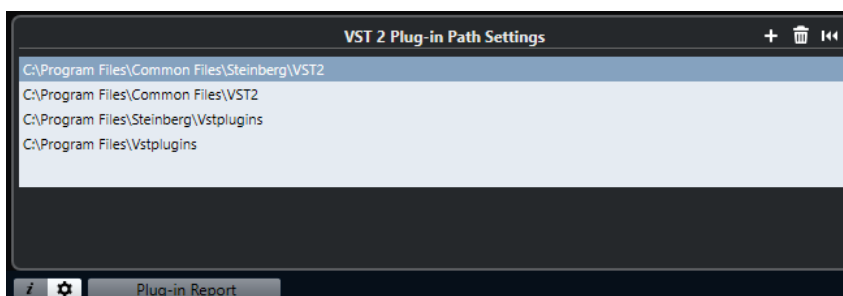 VST 2 Plug-in Path Settings
C:\Program Files\Common Files\Steinberg\VST2
C:\Program Files\Common Files\VST2
C:\Program Files\Steinberg\Vstplugins
C:\Program Files\Vstplugins
i Plug-in Report